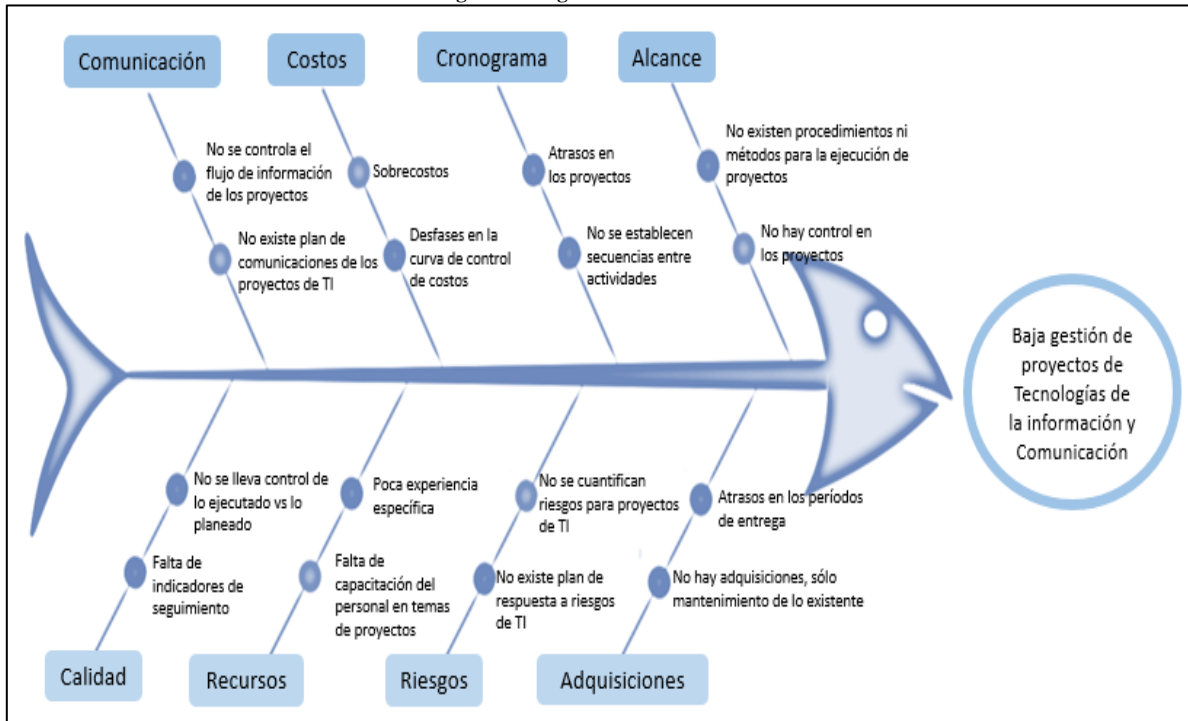 Comunicación
Costos
Cronograma
Alcance
No se controla el
flujo de información
de los proyectos
No existe plan de
comunicaciones de los
proyectos de TI
Sobrecostos
Desfases en la
curva de control
de costos
Atrasos en
los proyectos
No se establecen
secuencias entre
actividades
No existen procedimientos ni
métodos para la ejecución de
proyectos
No hay control en
los proyectos
Baja gestión de
proyectos de
Tecnologías de
la información y
Comunicación
No se lleva control de
lo ejecutado vs lo
planeado
Falta de
indicadores de
seguimiento
Poca experiencia
específica
Falta de
capacitación del
personal en temas
de proyectos
No se cuantifican
riesgos para proyectos
de TI
No existe plan de
respuesta a riesgos
de TI
Atrasos en los períodos
de entrega
No hay adquisiciones, sólo
mantenimiento de lo existente
Calidad
Recursos
Riesgos
Adquisiciones